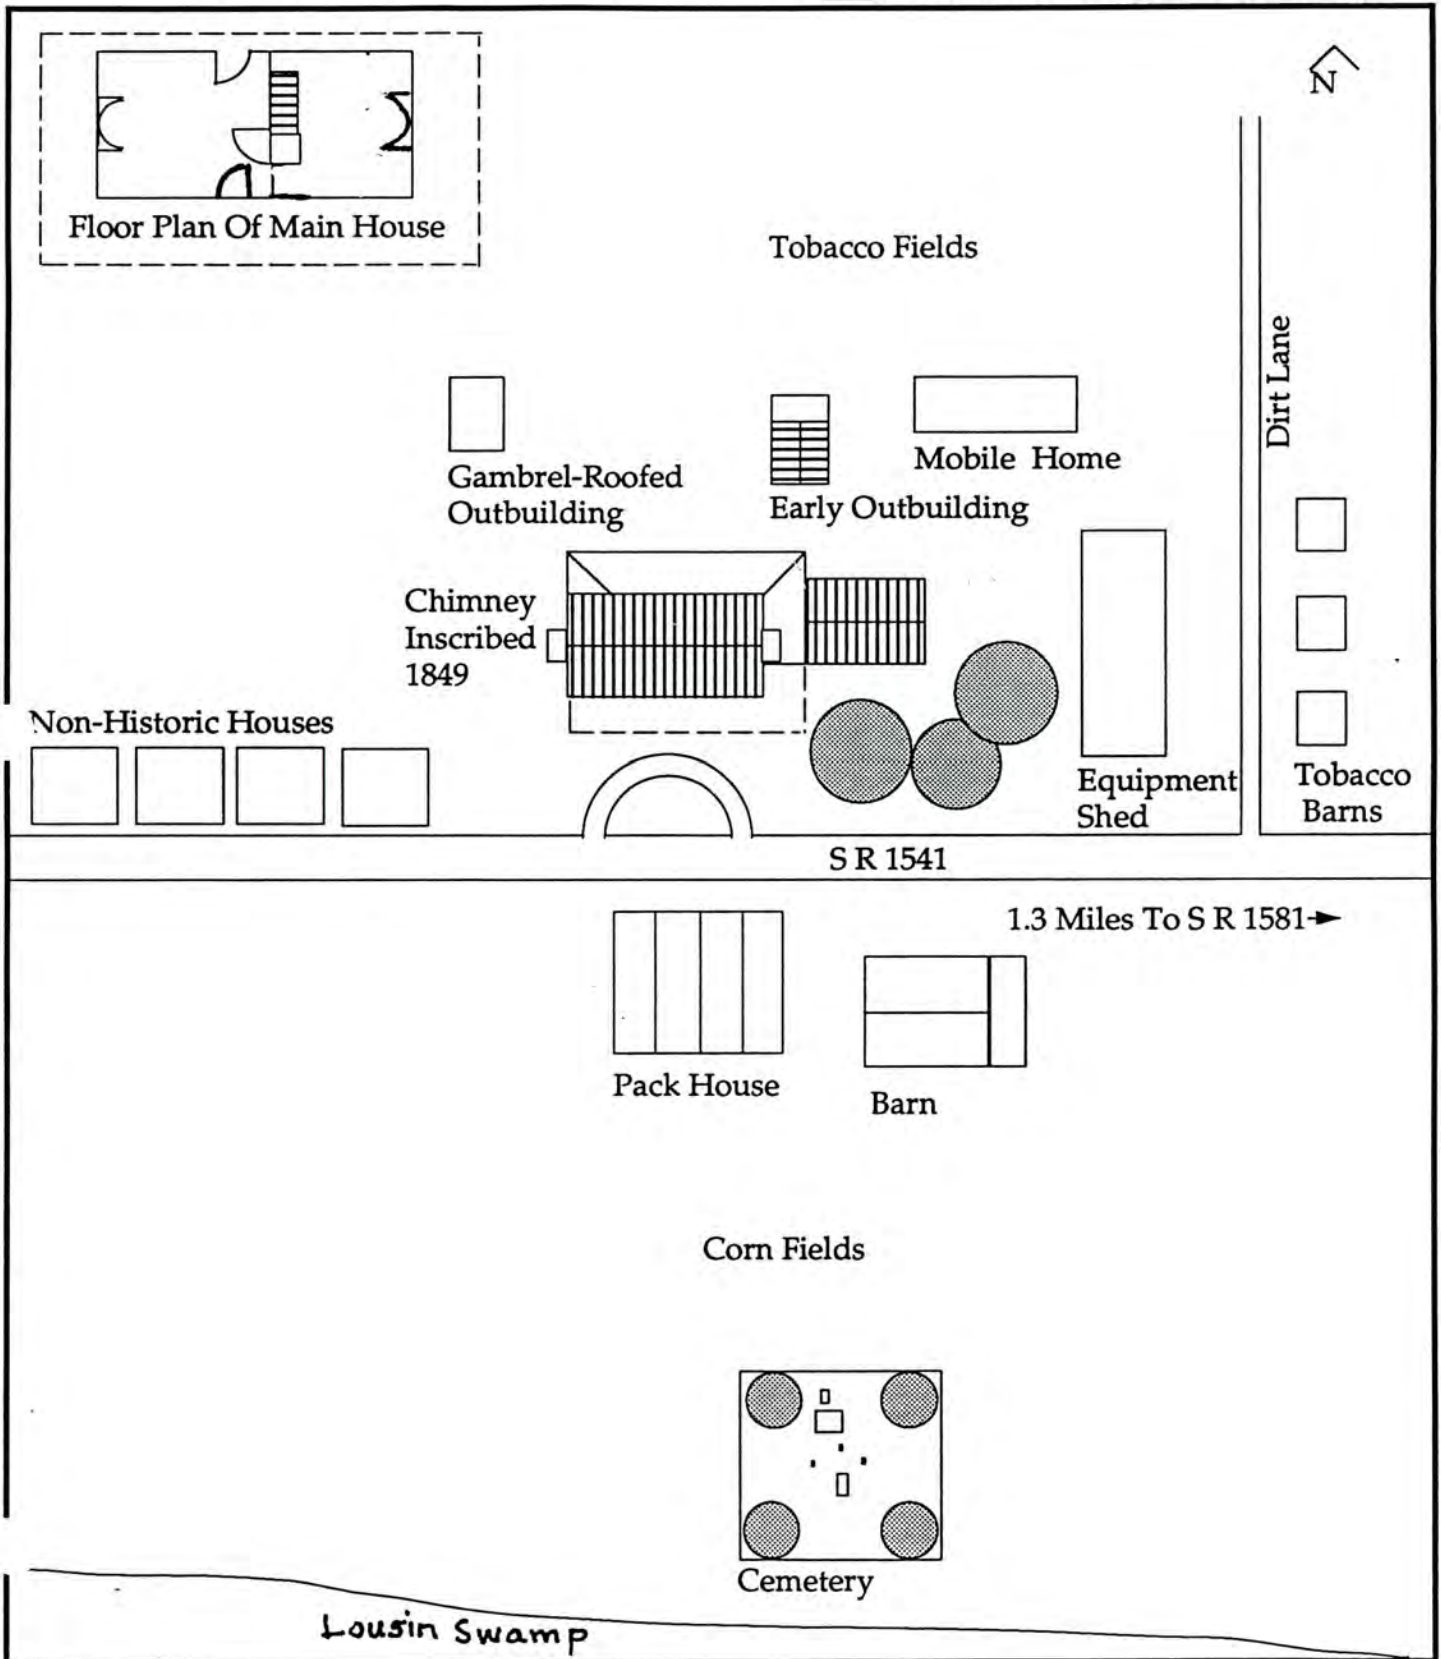 N
Floor Plan Of Main House
Tobacco Fields
Dirt Lane
Gambrel-Roofed
Outbuilding
Early Outbuilding
Mobile Home
Chimney
Inscribed
1849
Non-Historic Houses
Equipment
Shed
Tobacco
Barns
S R 1541
1.3 Miles To S R 1581
Pack House
Barn
Corn Fields
Cemetery
Lousin Swamp